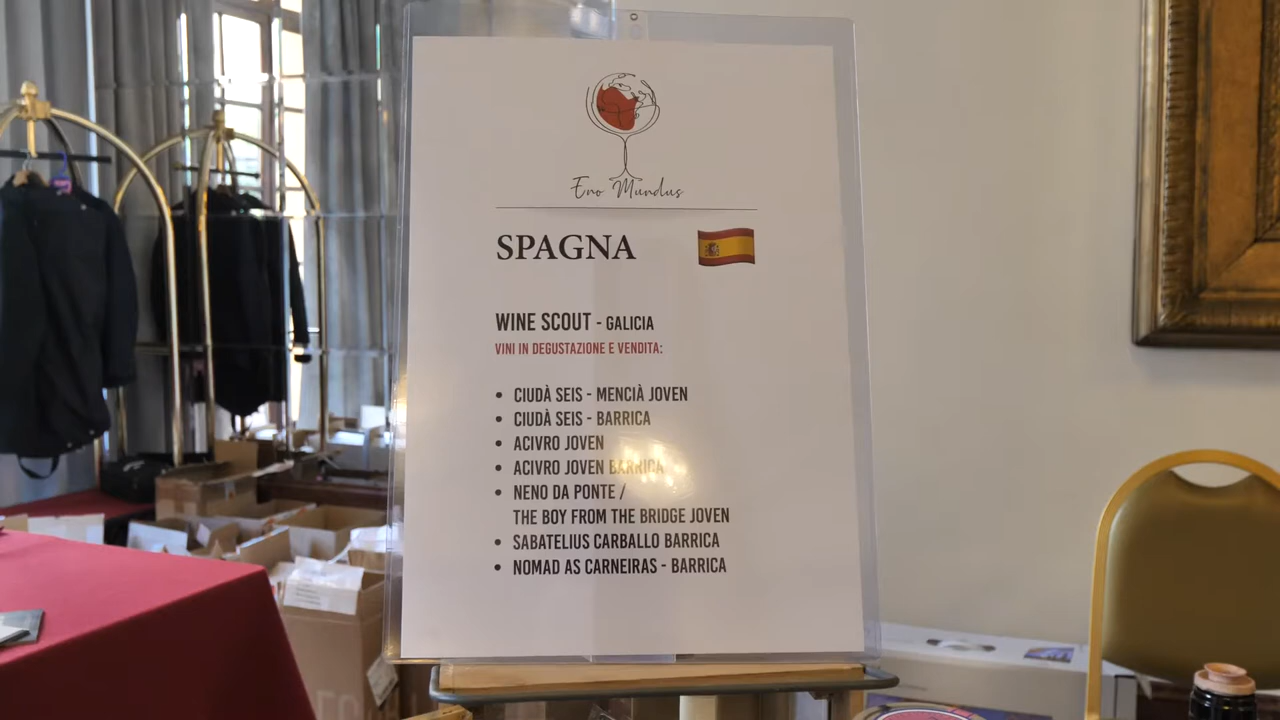 Eno Mundus
SPAGNA
WINE SCOUT - GALICIA
VINI IN DEGUSTAZIONE E VENDITA:
• CIUDÀ SEIS - MENCIÀ JOVEN
• CIUDÀ SEIS - BARRICA
• ACIVRO JOVEN
• ACIVRO JOVEN BARRICA
• NENO DA PONTE /
THE BOY FROM THE BRIDGE JOVEN
• SABATELIUS CARBALLO BARRICA
• NOMAD AS CARNEIRAS - BARRICA